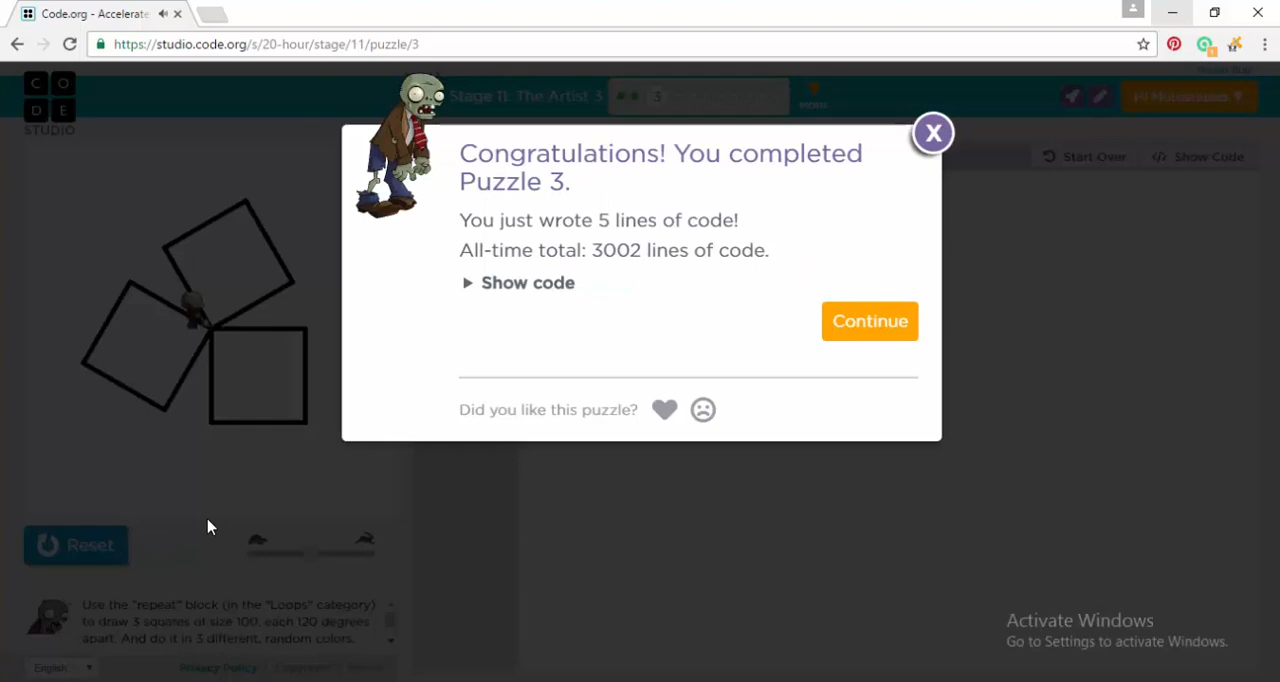 Code.org - Accelerate
https://studio.code.org/s/20-hour/stage/11/puzzle/3
C O
D E
STUDIO
Stage 11: The Artist 3
3
MORE
Congratulations! You completed
Puzzle 3.
You just wrote 5 lines of code!
All-time total: 3002 lines of code.
Show code
Continue
Did you like this puzzle?
Start Over
Show Code
Reset
Use the "repeat" block (in the "Loops" category)
to draw 3 squares of size 100, each 120 degrees
apart. And do it in 3 different, random colors.
English
Privacy Policy
Activate Windows
Go to Settings to activate Windows.